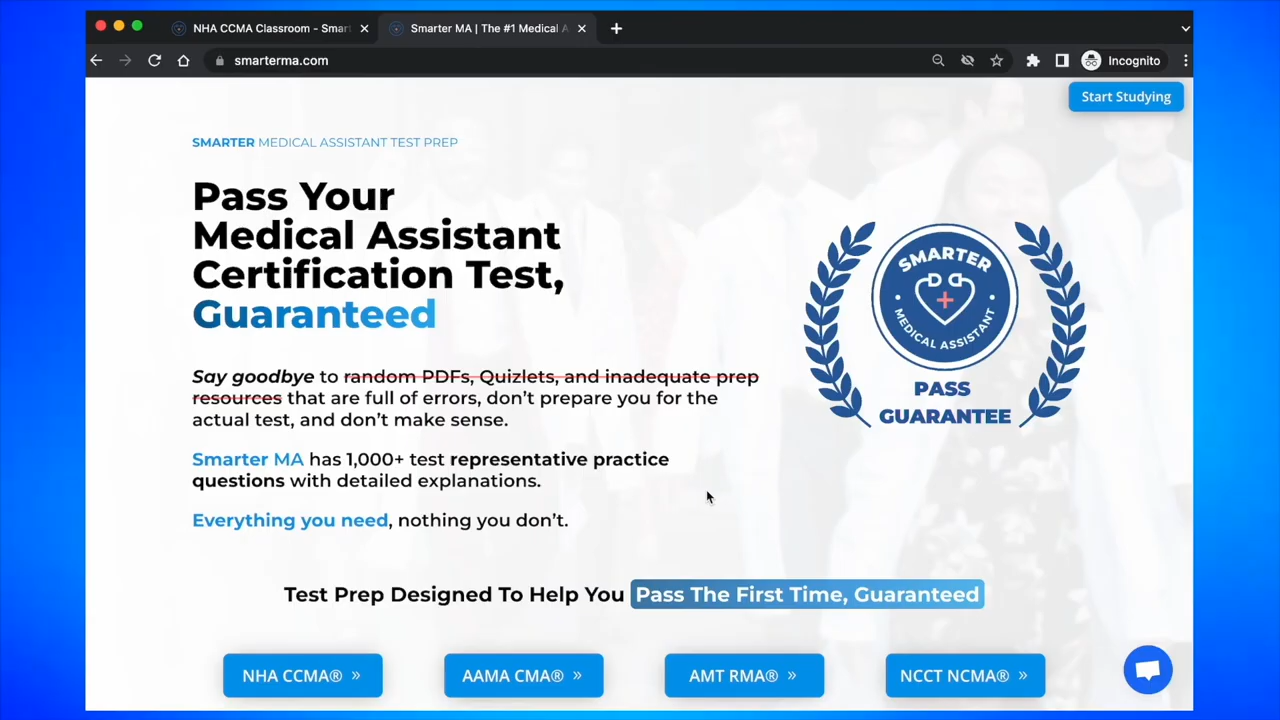 NHA CCMA Classroom - Smar
Smarter MA | The #1 Medical A
smarterma.com
Incognito
Start Studying
SMARTER MEDICAL ASSISTANT TEST PREP
Pass Your
Medical Assistant
Certification Test,
Guaranteed
Say goodbye to random PDFs, Quizlets, and inadequate prep
resources that are full of errors, don’t prepare you for the
actual test, and don’t make sense.
Smarter MA has 1,000+ test representative practice
questions with detailed explanations.
Everything you need, nothing you don’t.
SMARTER
MEDICAL ASSISTANT
PASS
GUARANTEE
Test Prep Designed To Help You Pass The First Time, Guaranteed
NHA CCMA® »
AAMA CMA® »
AMT RMA® »
NCCT NCMA® »